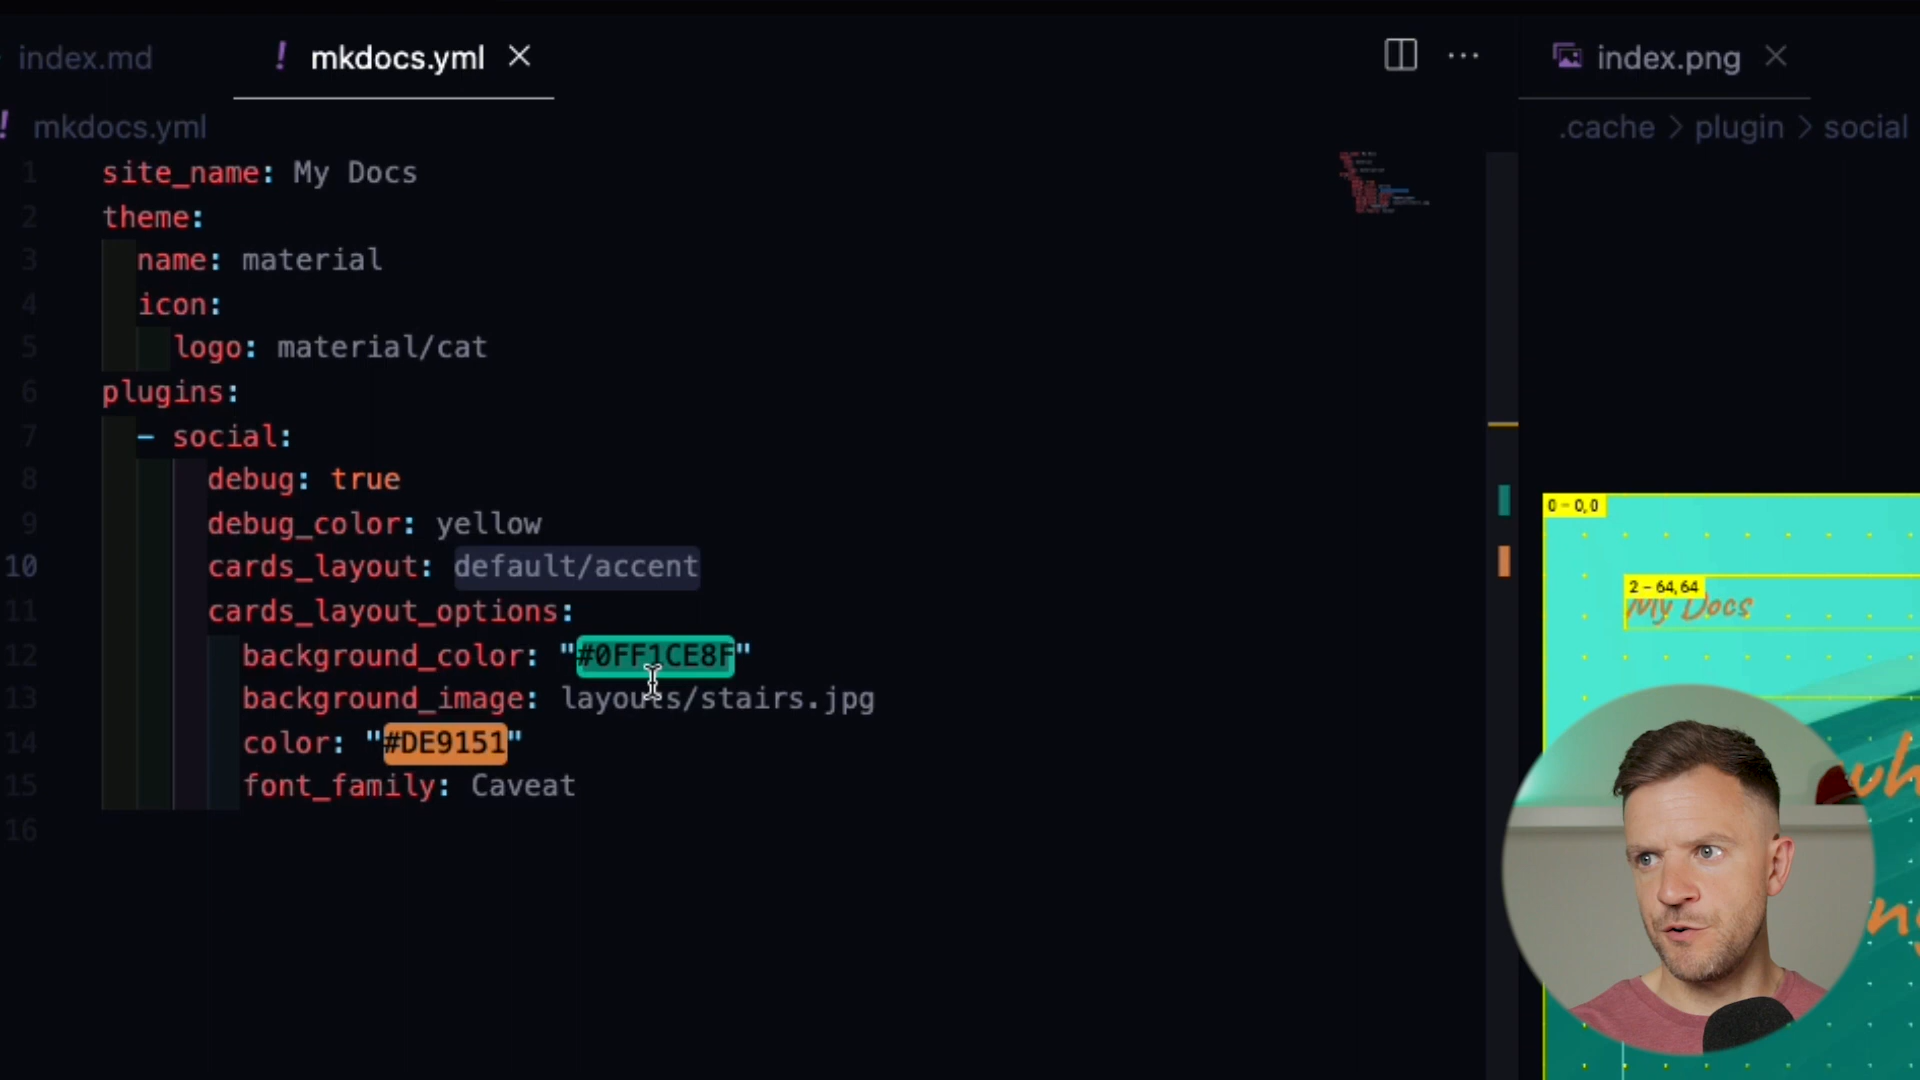 index.md
! mkdocs.yml
index.png
! mkdocs.yml
.cache > plugin > social
1 site_name: My Docs
2 theme:
3 name: material
4 icon:
5 logo: material/cat
6 plugins:
7 - social:
8 debug: true
9 debug_color: yellow
10 cards_layout: default/accent
11 cards_layout_options:
12 background_color: "#0FF1CE8F"
13 background_image: layouts/stairs.jpg
14 color: "#DE9151"
15 font_family: Caveat
16
0 – 0,0
2 – 64,64
My Docs